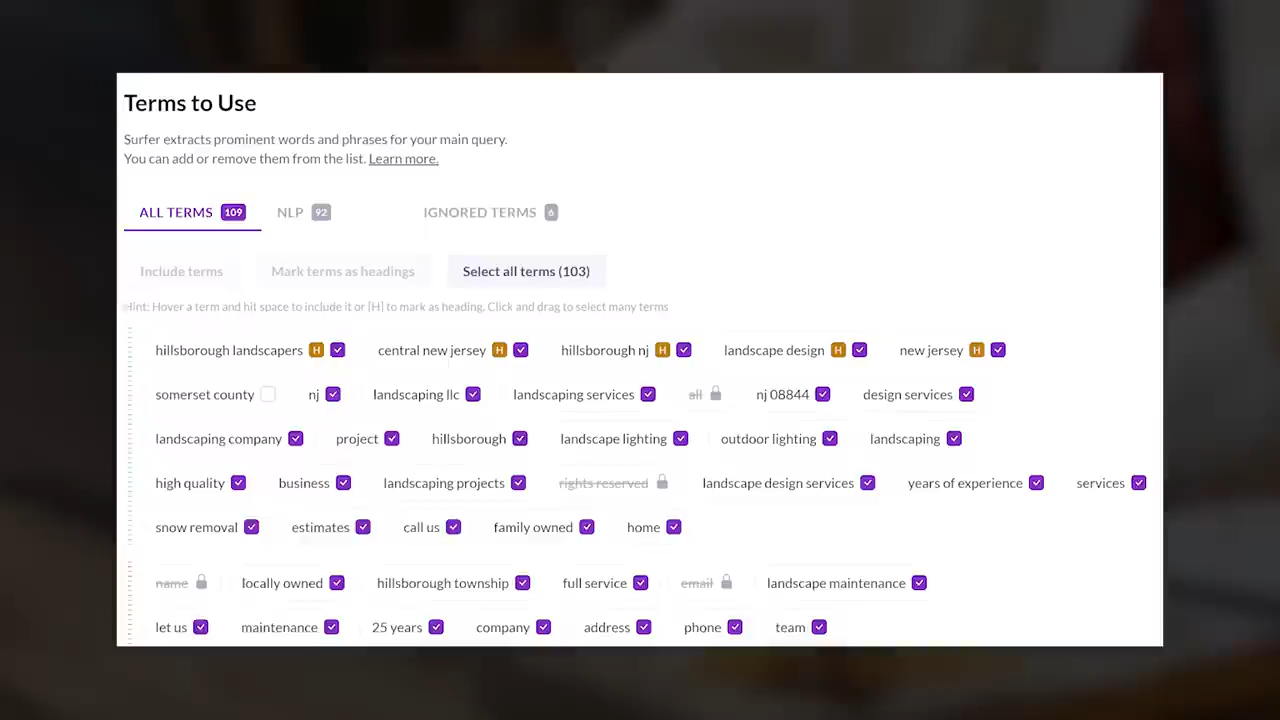 Terms to Use
Surfer extracts prominent words and phrases for your main query.
You can add or remove them from the list. Learn more.
ALL TERMS 109 NLP 92 IGNORED TERMS 6
Include terms Mark terms as headings Select all terms (103)
Hint: Hover a term and hit space to include it or [H] to mark as heading. Click and drag to select many terms
hillsborough landscapers H central new jersey H hillsborough nj H landscape design H new jersey H
somerset county nj landscaping llc landscaping services all nj 08844 design services
landscaping company project hillsborough landscape lighting outdoor lighting landscaping
high quality business landscaping projects rights reserved landscape design services years of experience services
snow removal estimates call us family owned home
name locally owned hillsborough township full service email landscape maintenance
let us maintenance 25 years company address phone team